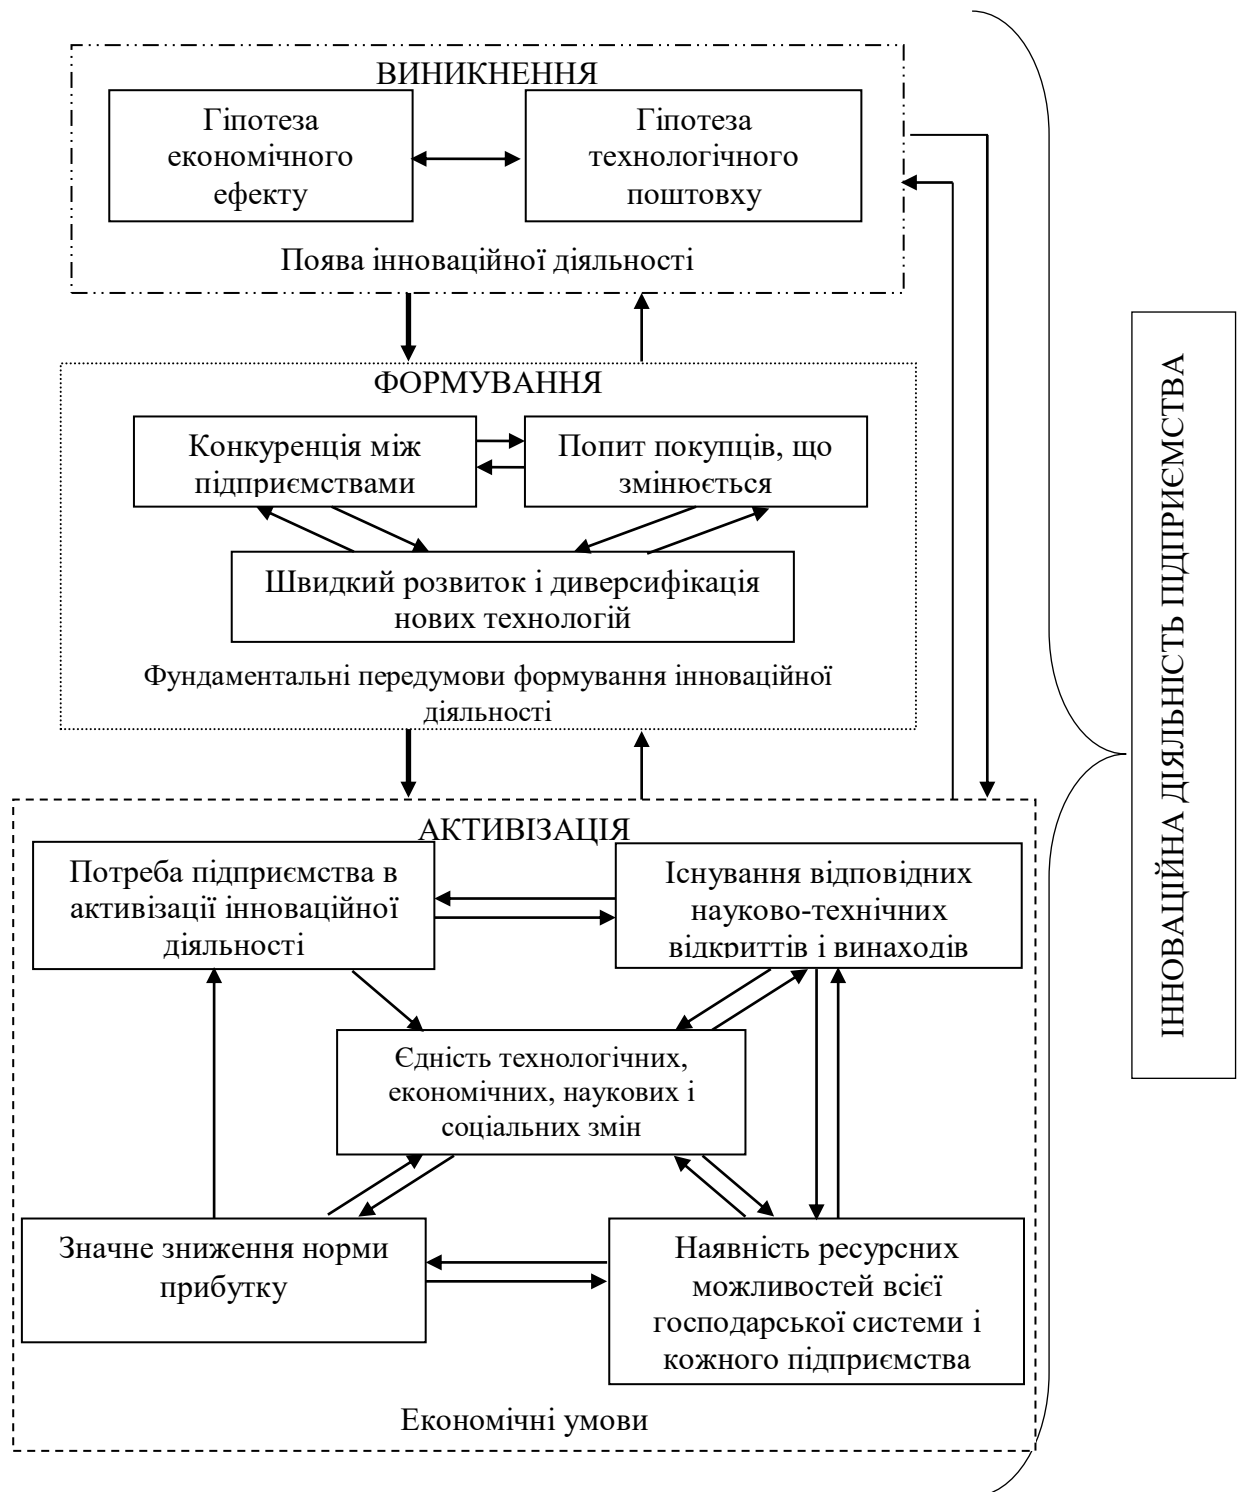 ВИНИКНЕННЯ
Гіпотеза
економічного
ефекту
Гіпотеза
технологічного
поштовху
Поява інноваційної діяльності
ФОРМУВАННЯ
Конкуренція між
підприємствами
Попит покупців, що
змінюється
Швидкий розвиток і диверсифікація
нових технологій
Фундаментальні передумови формування інноваційної
діяльності
АКТИВІЗАЦІЯ
Потреба підприємства в
активізації інноваційної
діяльності
Існування відповідних
науково-технічних
відкриттів і винаходів
Єдність технологічних,
економічних, наукових і
соціальних змін
Значне зниження норми
прибутку
Наявність ресурсних
можливостей всієї
господарської системи і
кожного підприємства
Економічні умови
ІННОВАЦІЙНА ДІЯЛЬНІСТЬ ПІДПРИЄМСТВА